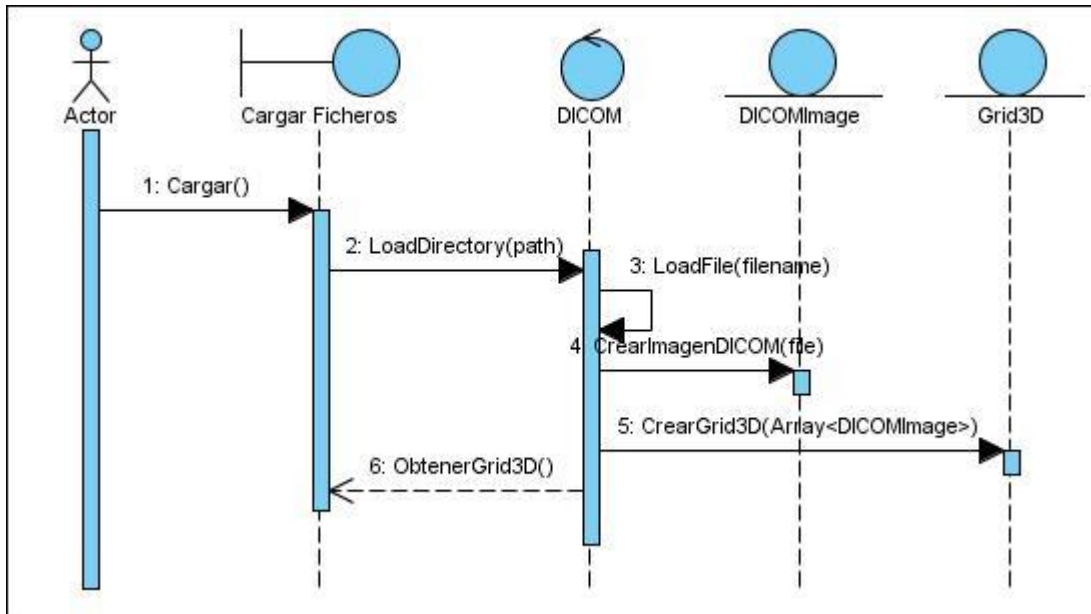 Actor
Cargar Ficheros
DICOM
DICOMImage
Grid3D
1: Cargar()
2: LoadDirectory(path)
3: LoadFile(filename)
4: CrearImagenDICOM(file)
5: CrearGrid3D(Array<DICOMImage>)
6: ObtenerGrid3D()